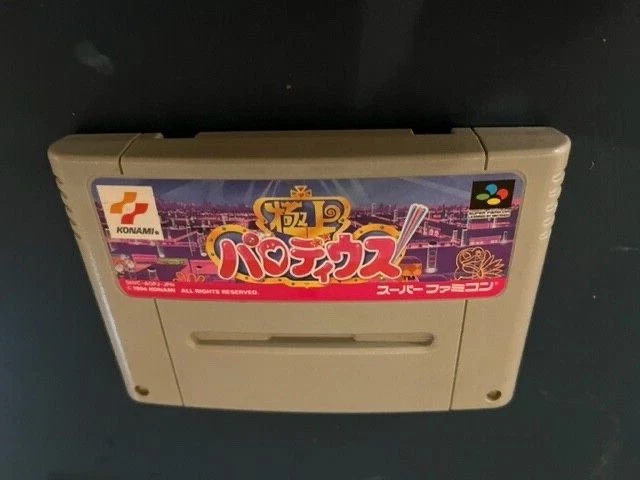 KONAMI®
極上
パロディウス
SHVC-AOPJ-JPN
© 1994 KONAMI ALL RIGHTS RESERVED.
スーパーファミコン